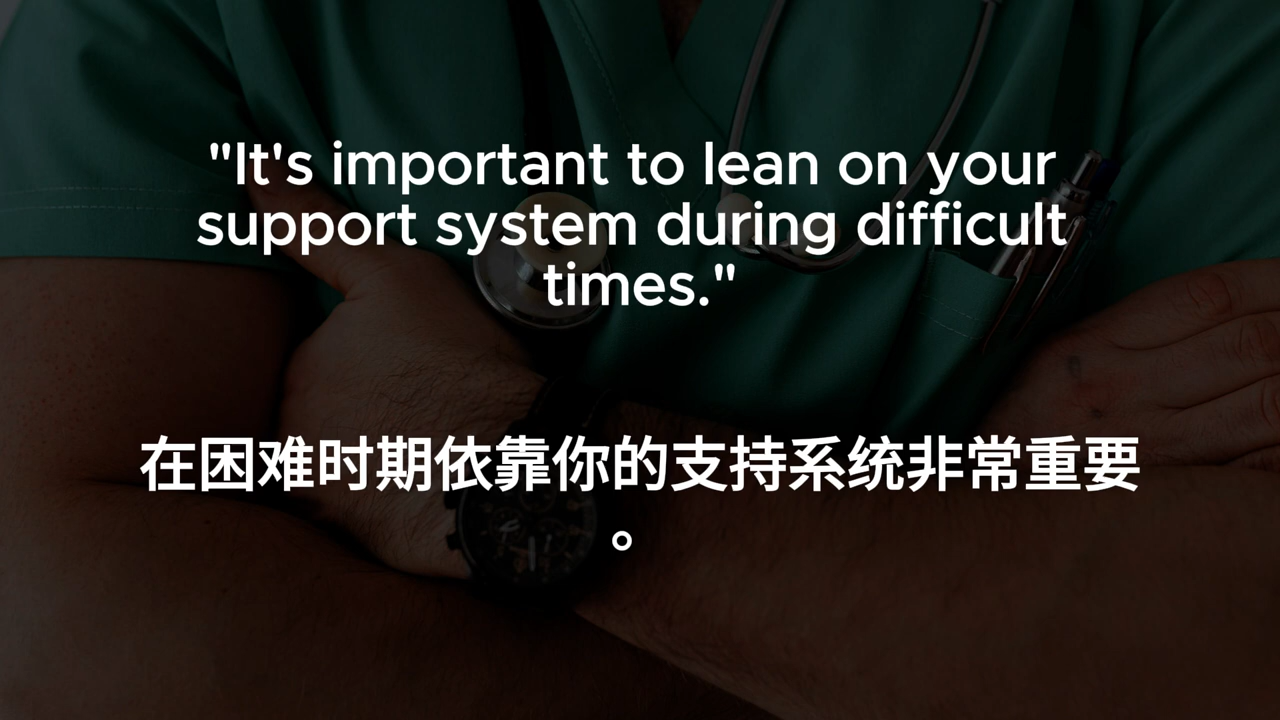 "It's important to lean on your
support system during difficult
times."
在困难时期依靠你的支持系统非常重要
。